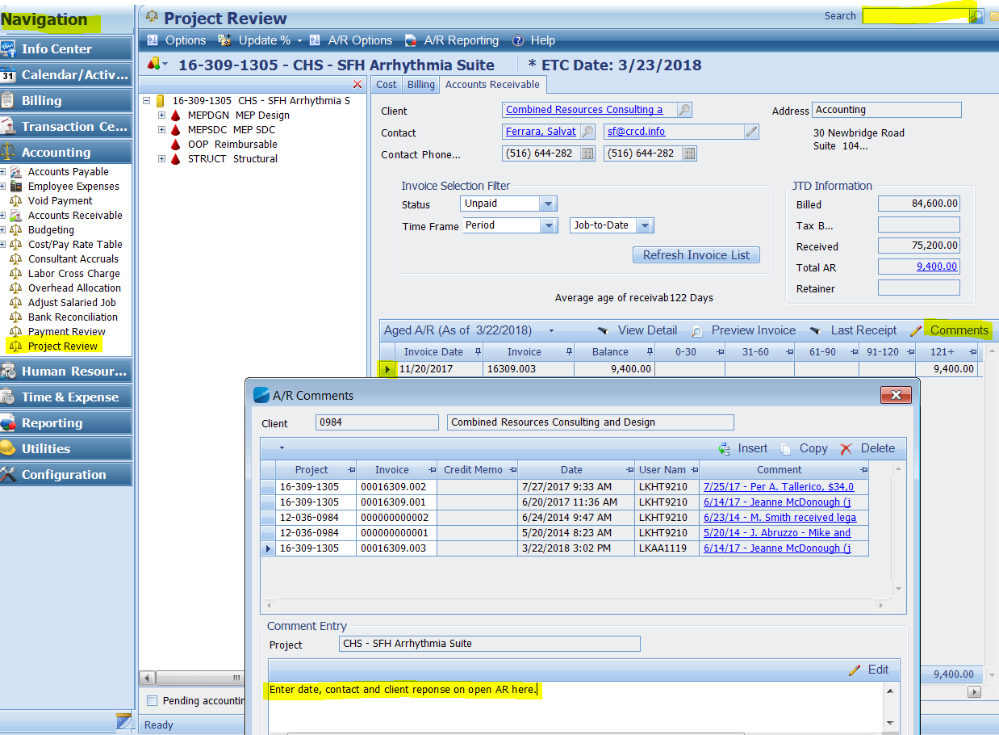 Navigation
Info Center
31 Calendar/Activ...
Billing
Transaction Ce...
Accounting
Accounts Payable
Employee Expenses
Void Payment
Accounts Receivable
Budgeting
Cost/Pay Rate Table
Consultant Accruals
Labor Cross Charge
Overhead Allocation
Adjust Salaried Job
Bank Reconciliation
Payment Review
Project Review
Human Resour...
Time & Expense
Reporting
Utilities
Configuration
Project Review Search
Options Update % A/R Options A/R Reporting Help
16-309-1305 - CHS - SFH Arrhythmia Suite * ETC Date: 3/23/2018
16-309-1305 CHS - SFH Arrhythmia S
MEPDGN MEP Design
MEPSDC MEP SDC
OOP Reimbursable
STRUCT Structural
Pending accountin
Ready
Cost Billing Accounts Receivable
Client Combined Resources Consulting a Address Accounting
Contact Ferrara, Salvat sf@crcd.info 30 Newbridge Road
Suite 104...
Contact Phone... (516) 644-282 (516) 644-282
Invoice Selection Filter
Status Unpaid
Time Frame Period Job-to-Date
Refresh Invoice List
JTD Information
Billed 84,600.00
Tax B...
Received 75,200.00
Total AR 9,400.00
Retainer
Average age of receivab122 Days
Aged A/R (As of 3/22/2018) View Detail Preview Invoice Last Receipt Comments
Invoice Date Invoice Balance 0-30 31-60 61-90 91-120 121+
11/20/2017 16309.003 9,400.00 9,400.00
A/R Comments
Client 0984 Combined Resources Consulting and Design
Insert Copy Delete
Project Invoice Credit Memo Date User Nam Comment
16-309-1305 00016309.002 7/27/2017 9:33 AM LKHT9210 7/25/17 - Per A. Tallerico, $34,0
16-309-1305 00016309.001 6/20/2017 11:36 AM LKHT9210 6/14/17 - Jeanne McDonough (j
12-036-0984 000000000002 6/24/2014 9:47 AM LKHT9210 6/23/14 - M. Smith received lega
12-036-0984 000000000001 5/20/2014 8:23 AM LKHT9210 5/20/14 - J. Abruzzo - Mike and
16-309-1305 00016309.003 3/22/2018 3:02 PM LKAA1119 6/14/17 - Jeanne McDonough (j
Comment Entry
Project CHS - SFH Arrhythmia Suite
Edit
Enter date, contact and client reponse on open AR here.
9,400.00